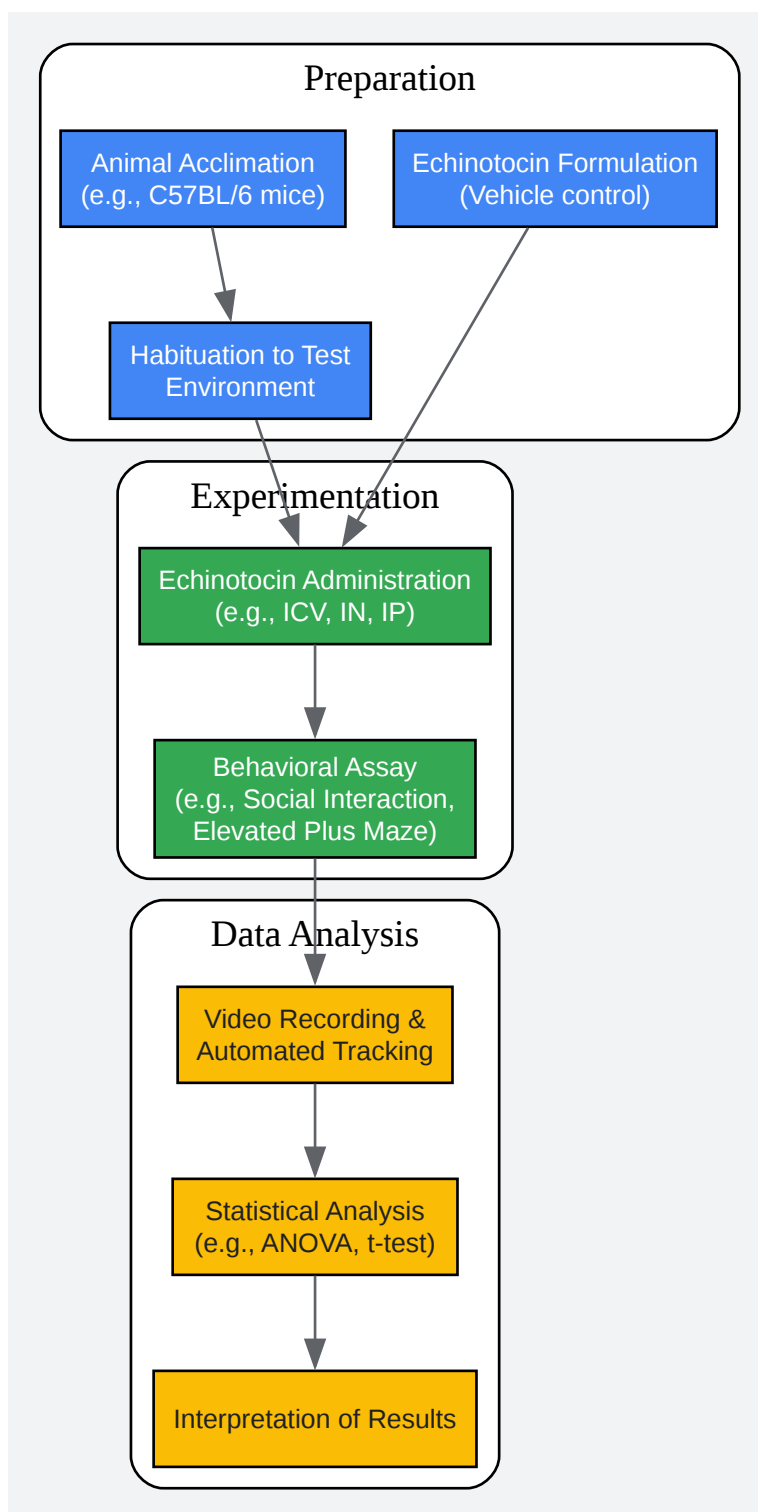 Preparation
Animal Acclimation
(e.g., C57BL/6 mice)
Echinotocin Formulation
(Vehicle control)
Habituation to Test
Environment
Experimentation
Echinotocin Administration
(e.g., ICV, IN, IP)
Behavioral Assay
(e.g., Social Interaction,
Elevated Plus Maze)
Data Analysis
Video Recording &
Automated Tracking
Statistical Analysis
(e.g., ANOVA, t-test)
Interpretation of Results